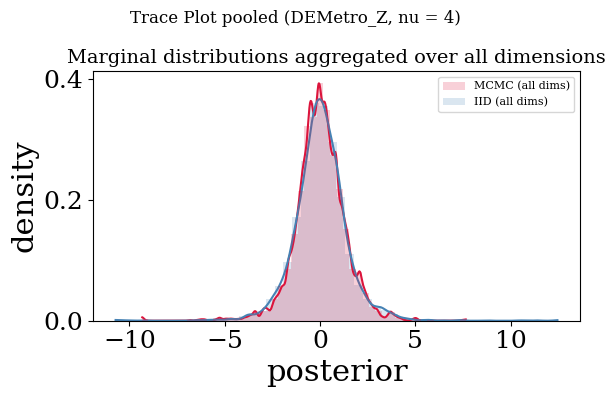 Trace Plot pooled (DEMetro_Z, nu = 4)
Marginal distributions aggregated over all dimensions
MCMC (all dims)
IID (all dims)
density
0.4
0.2
0.0
−10
−5
0
5
10
posterior